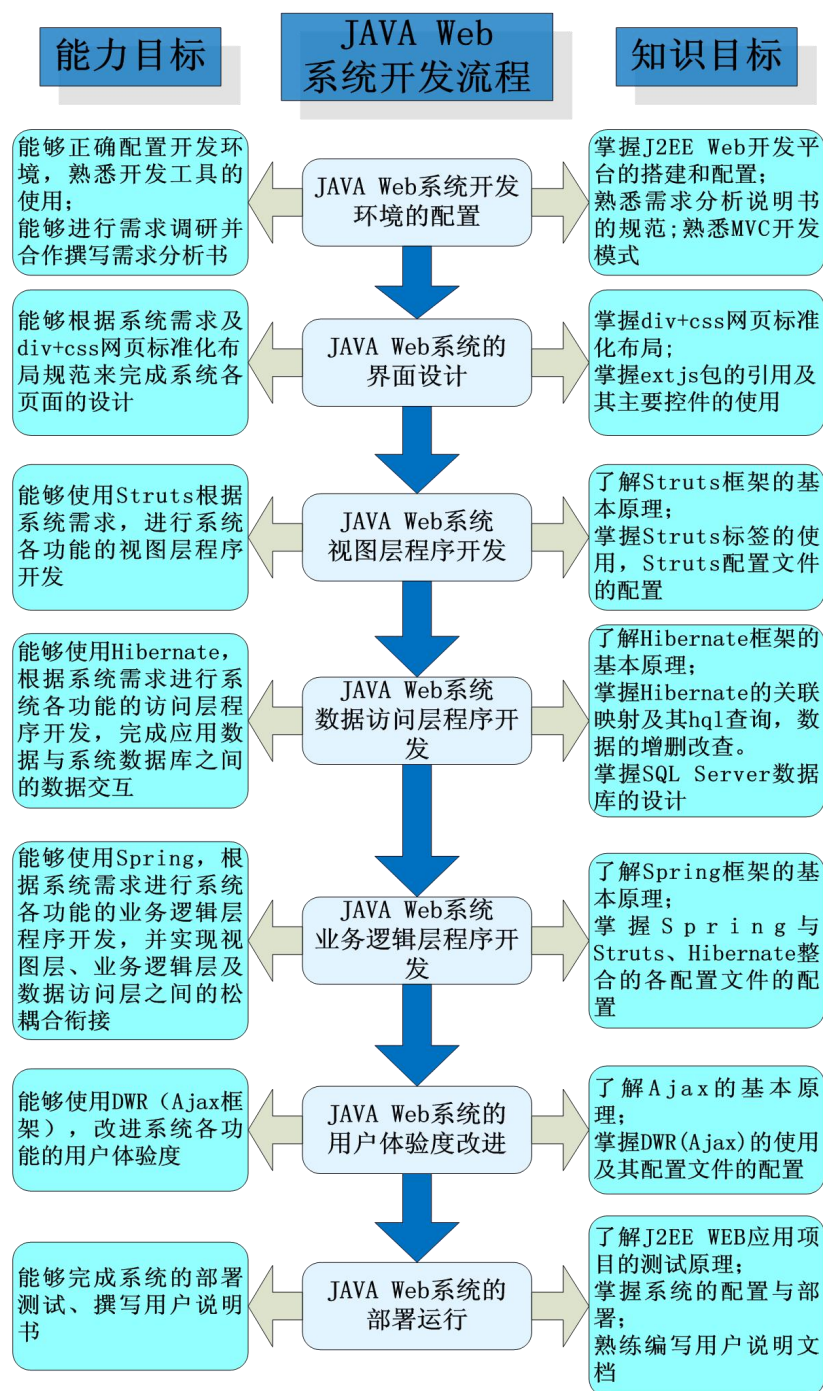 能力目标
JAVA Web
系统开发流程
知识目标
能够正确配置开发环
境，熟悉开发工具的
使用；
能够进行需求调研并
合作撰写需求分析书
JAVA Web系统开发
环境的配置
掌握J2EE Web开发平
台的搭建和配置；
熟悉需求分析说明书
的规范;熟悉MVC开发
模式
能够根据系统需求及
div+css网页标准化布
局规范来完成系统各
页面的设计
JAVA Web系统的
界面设计
掌握div+css网页标准
化布局;
掌握extjs包的引用及
其主要控件的使用
能够使用Struts根据
系统需求，进行系统
各功能的视图层程序
开发
JAVA Web系统
视图层程序开发
了解Struts框架的基
本原理；
掌握Struts标签的使
用，Struts配置文件
的配置
能够使用Hibernate，
根据系统需求进行系
统各功能的访问层程
序开发，完成应用数
据与系统数据库之间
的数据交互
JAVA Web系统
数据访问层程序开
发
了解Hibernate框架的
基本原理；
掌握Hibernate的关联
映射及其hql查询，数
据的增删改查。
掌握SQL Server数据
库的设计
能够使用Spring，根
据系统需求进行系统
各功能的业务逻辑层
程序开发，并实现视
图层、业务逻辑层及
数据访问层之间的松
耦合衔接
JAVA Web系统
业务逻辑层程序开
发
了解Spring框架的基
本原理；
掌握Spring与
Struts、Hibernate整
合的各配置文件的配
置
能够使用DWR（Ajax框
架），改进系统各功
能的用户体验度
JAVA Web系统的
用户体验度改进
了解Ajax的基本原
理；
掌握DWR(Ajax)的使用
及其配置文件的配置
能够完成系统的部署
测试、撰写用户说明
书
JAVA Web系统的
部署运行
了解J2EE WEB应用项
目的测试原理；
掌握系统的配置与部
署；
熟练编写用户说明文
档